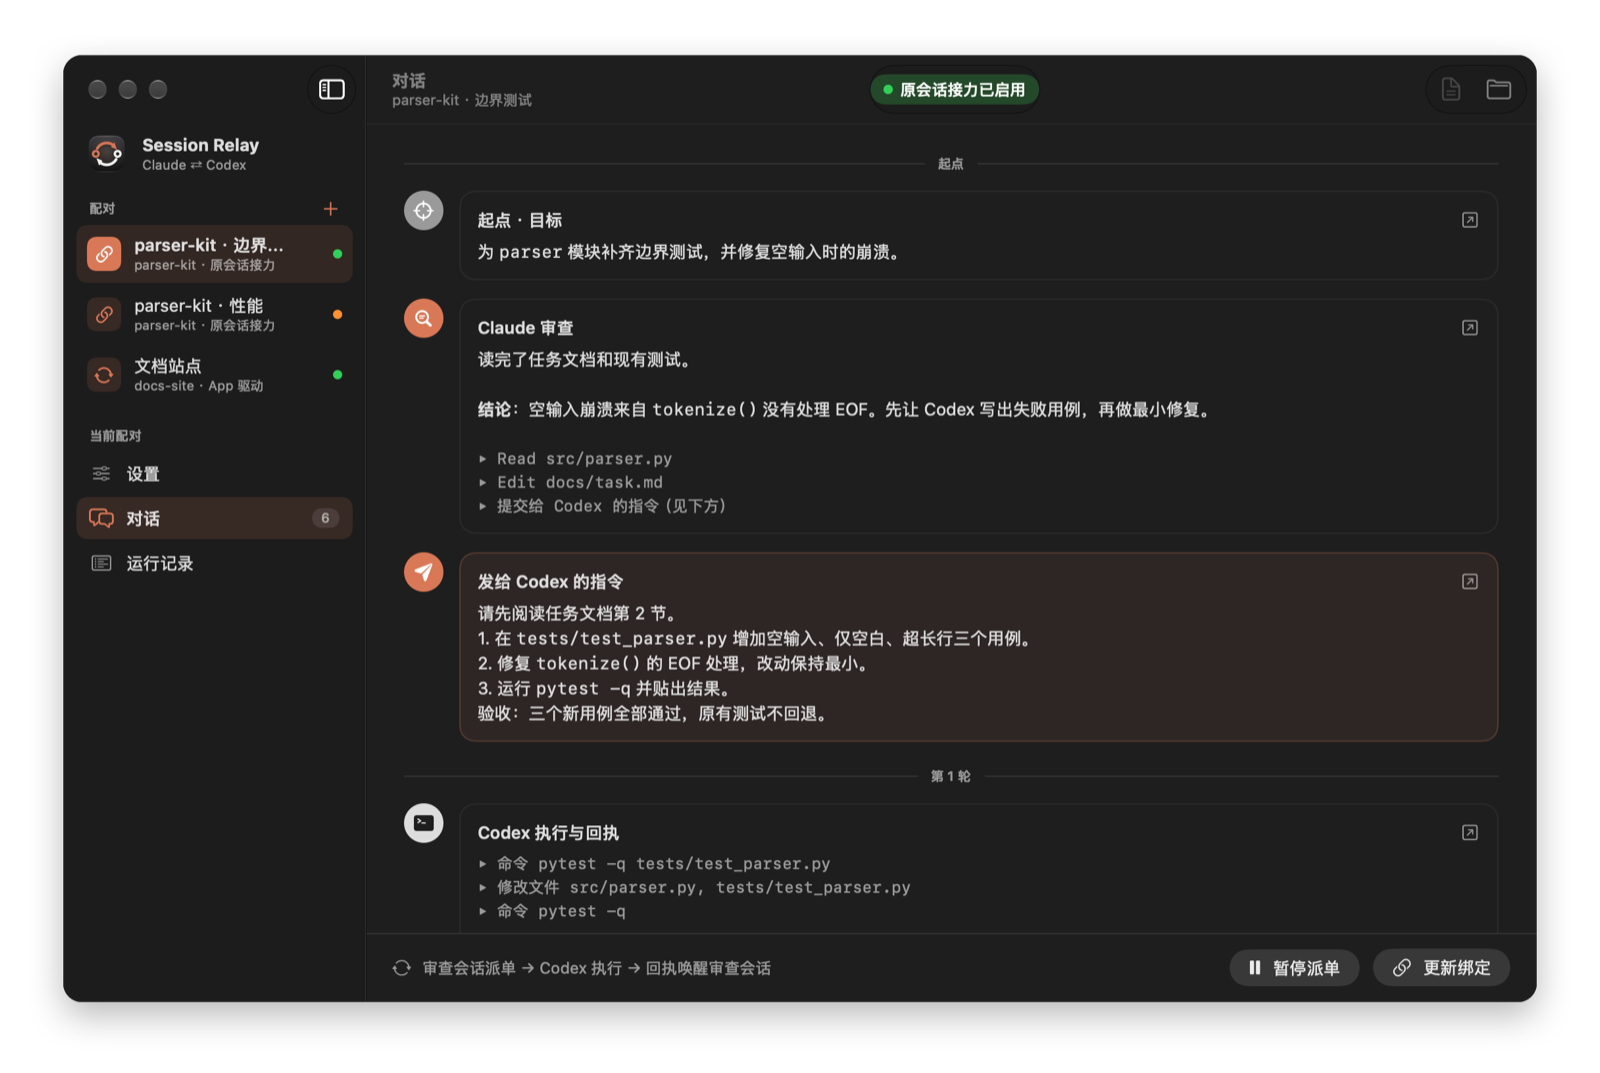 Session Relay
Claude ⇄ Codex
配对
parser-kit · 边界…
parser-kit · 原会话接力
parser-kit · 性能
parser-kit · 原会话接力
文档站点
docs-site · App 驱动
当前配对
设置
对话
6
运行记录
对话
parser-kit · 边界测试
原会话接力已启用
起点
起点 · 目标
为 parser 模块补齐边界测试，并修复空输入时的崩溃。
Claude 审查
读完了任务文档和现有测试。
结论：空输入崩溃来自 tokenize() 没有处理 EOF。先让 Codex 写出失败用例，再做最小修复。
▸ Read src/parser.py
▸ Edit docs/task.md
▸ 提交给 Codex 的指令（见下方）
发给 Codex 的指令
请先阅读任务文档第 2 节。
1. 在 tests/test_parser.py 增加空输入、仅空白、超长行三个用例。
2. 修复 tokenize() 的 EOF 处理，改动保持最小。
3. 运行 pytest -q 并贴出结果。
验收：三个新用例全部通过，原有测试不回退。
第 1 轮
Codex 执行与回执
▸ 命令 pytest -q tests/test_parser.py
▸ 修改文件 src/parser.py, tests/test_parser.py
▸ 命令 pytest -q
审查会话派单 → Codex 执行 → 回执唤醒审查会话
暂停派单
更新绑定